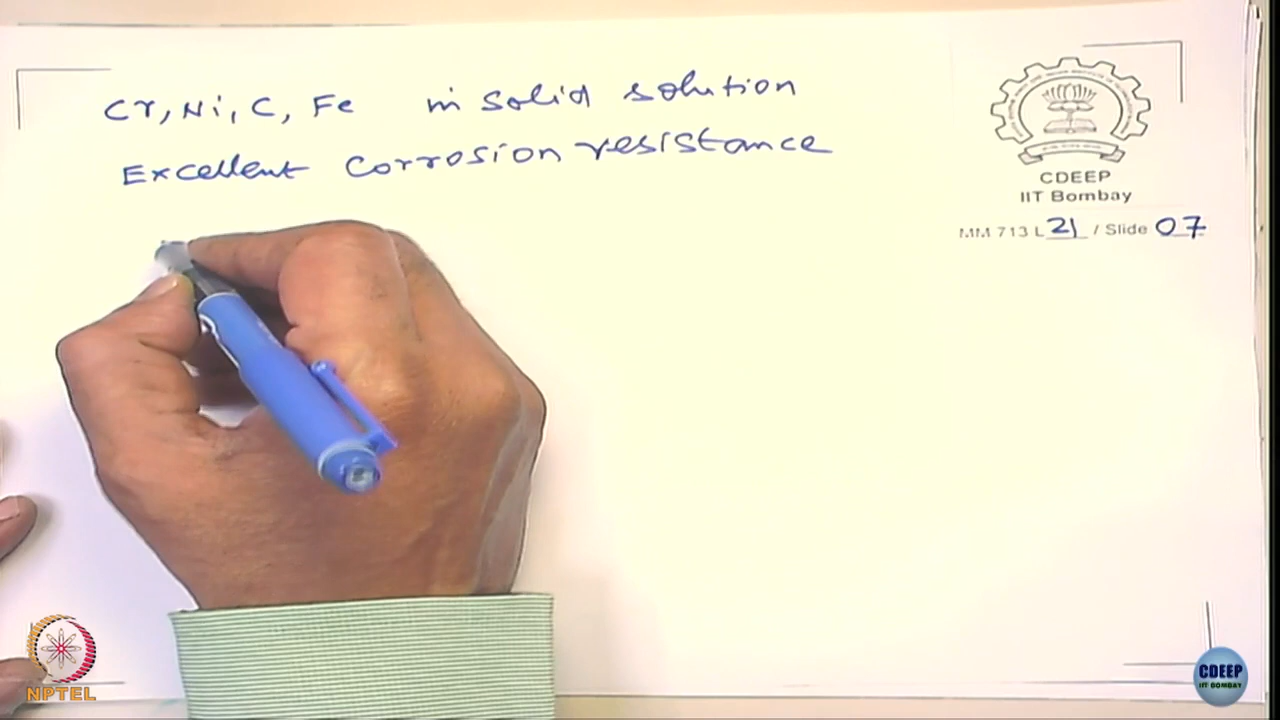 Cr, Ni, C, Fe in solid solution
Excellent Corrosion resistance
CDEEP
IIT Bombay
MM 713 L 21 / Slide 07
NPTEL
CDEEP
IIT BOMBAY